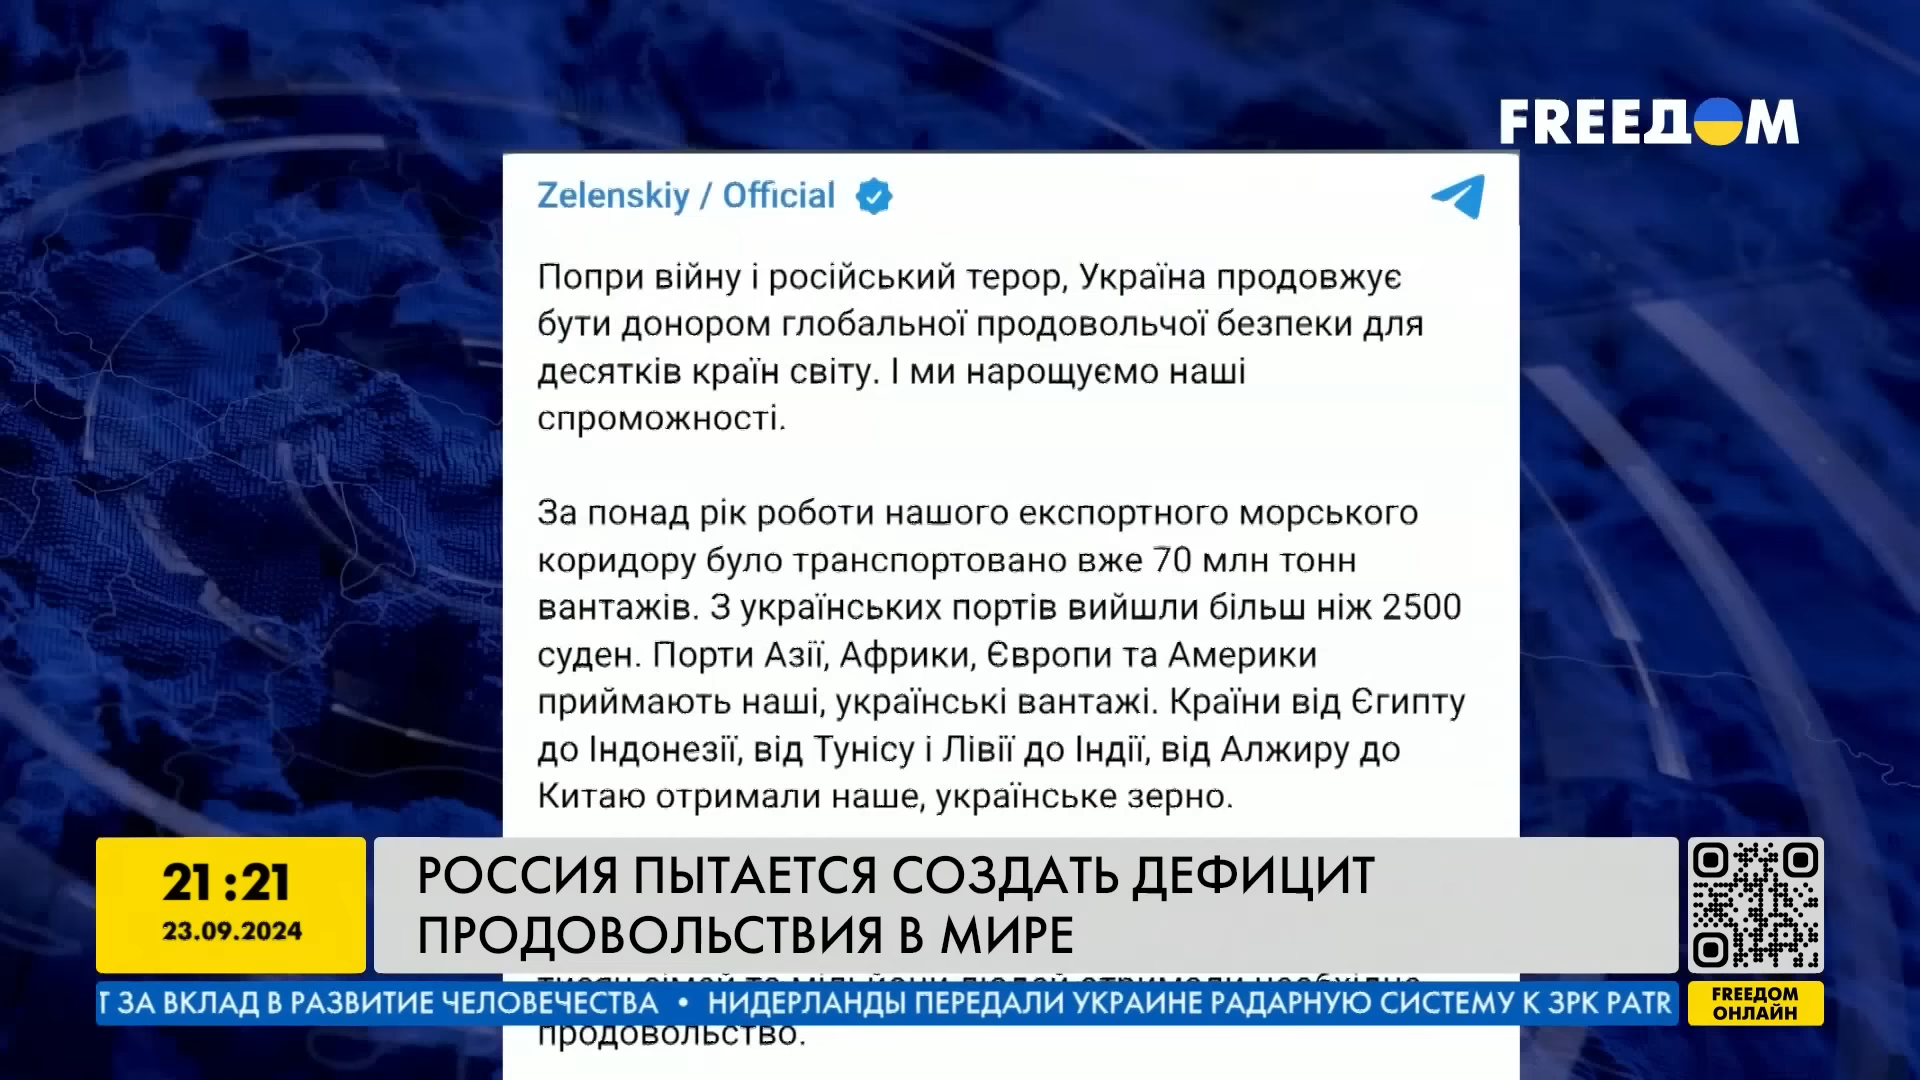 FREEДOM
Zelenskiy / Official
Попри війну і російський терор, Україна продовжує
бути донором глобальної продовольчої безпеки для
десятків країн світу. І ми нарощуємо наші
спроможності.
За понад рік роботи нашого експортного морського
коридору було транспортовано вже 70 млн тонн
вантажів. З українських портів вийшли більш ніж 2500
суден. Порти Азії, Африки, Європи та Америки
приймають наші, українські вантажі. Країни від Єгипту
до Індонезії, від Тунісу і Лівії до Індії, від Алжиру до
Китаю отримали наше, українське зерно.
21:21
23.09.2024
РОССИЯ ПЫТАЕТСЯ СОЗДАТЬ ДЕФИЦИТ
ПРОДОВОЛЬСТВИЯ В МИРЕ
Т ЗА ВКЛАД В РАЗВИТИЕ ЧЕЛОВЕЧЕСТВА • НИДЕРЛАНДЫ ПЕРЕДАЛИ УКРАИНЕ РАДАРНУЮ СИСТЕМУ К ЗРК PATR
FREEДOM
ОНЛАЙН
продовольство.